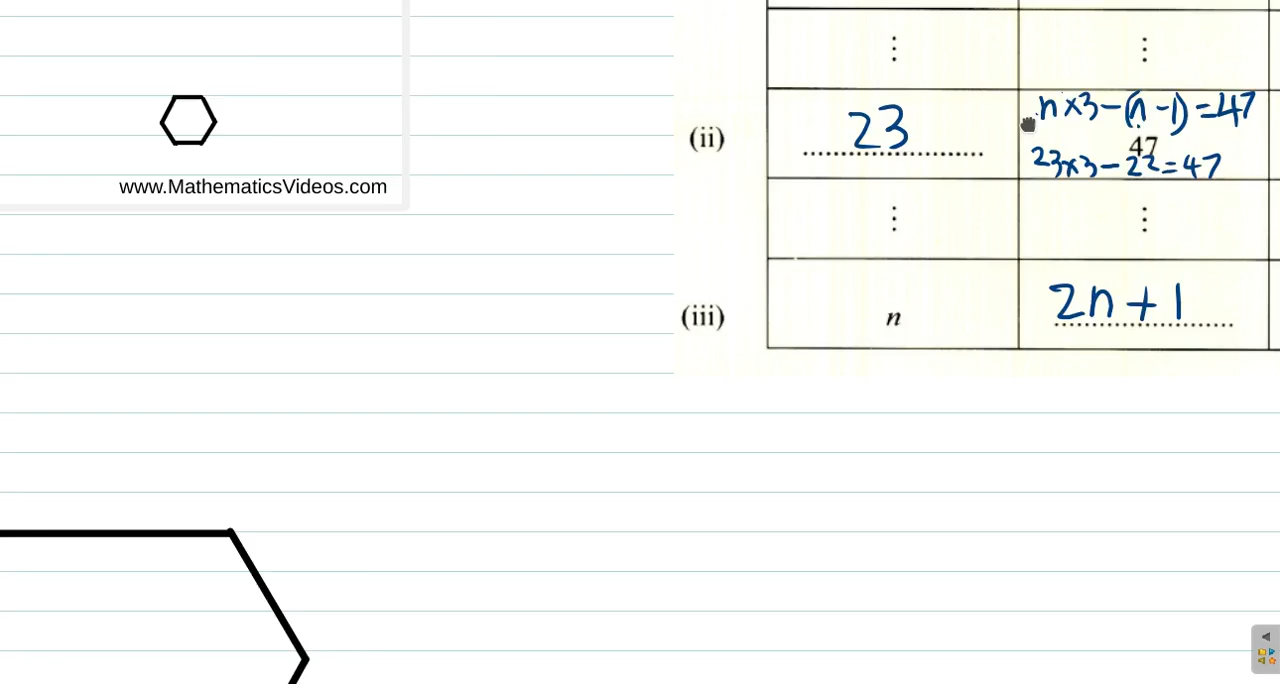 www.MathematicsVideos.com
⋮ ⋮
(ii) 23 n×3-(n-1)=47
47
23×3-22=47
⋮ ⋮
(iii) n 2n+1